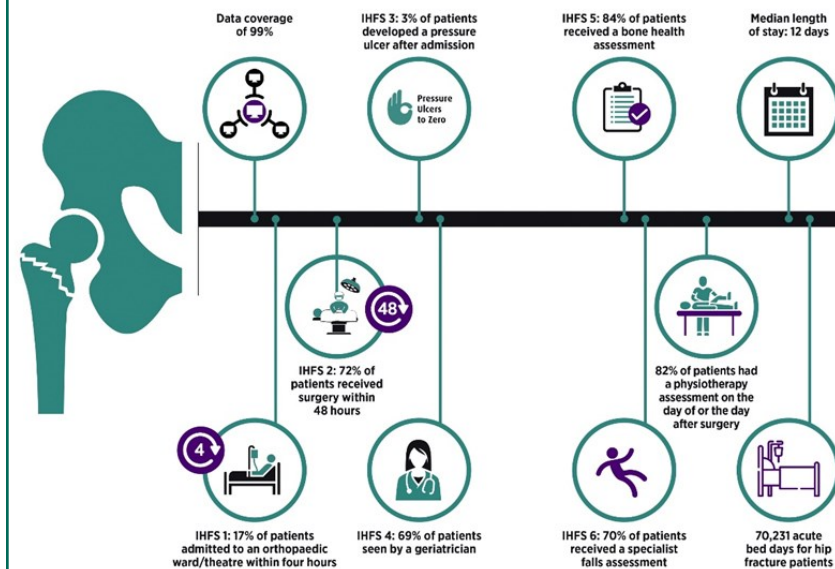 Data coverage
of 99%
IHFS 3: 3% of patients
developed a pressure
ulcer after admission
IHFS 5: 84% of patients
received a bone health
assessment
Median length
of stay: 12 days
Pressure
Ulcers
to Zero
48
IHFS 2: 72% of
patients received
surgery within
48 hours
82% of patients had
a physiotherapy
assessment on the
day of or the day
after surgery
4
IHFS 1: 17% of patients
admitted to an orthopaedic
ward/theatre within four hours
IHFS 4: 69% of patients
seen by a geriatrician
IHFS 6: 70% of patients
received a specialist
falls assessment
70,231 acute
bed days for hip
fracture patients